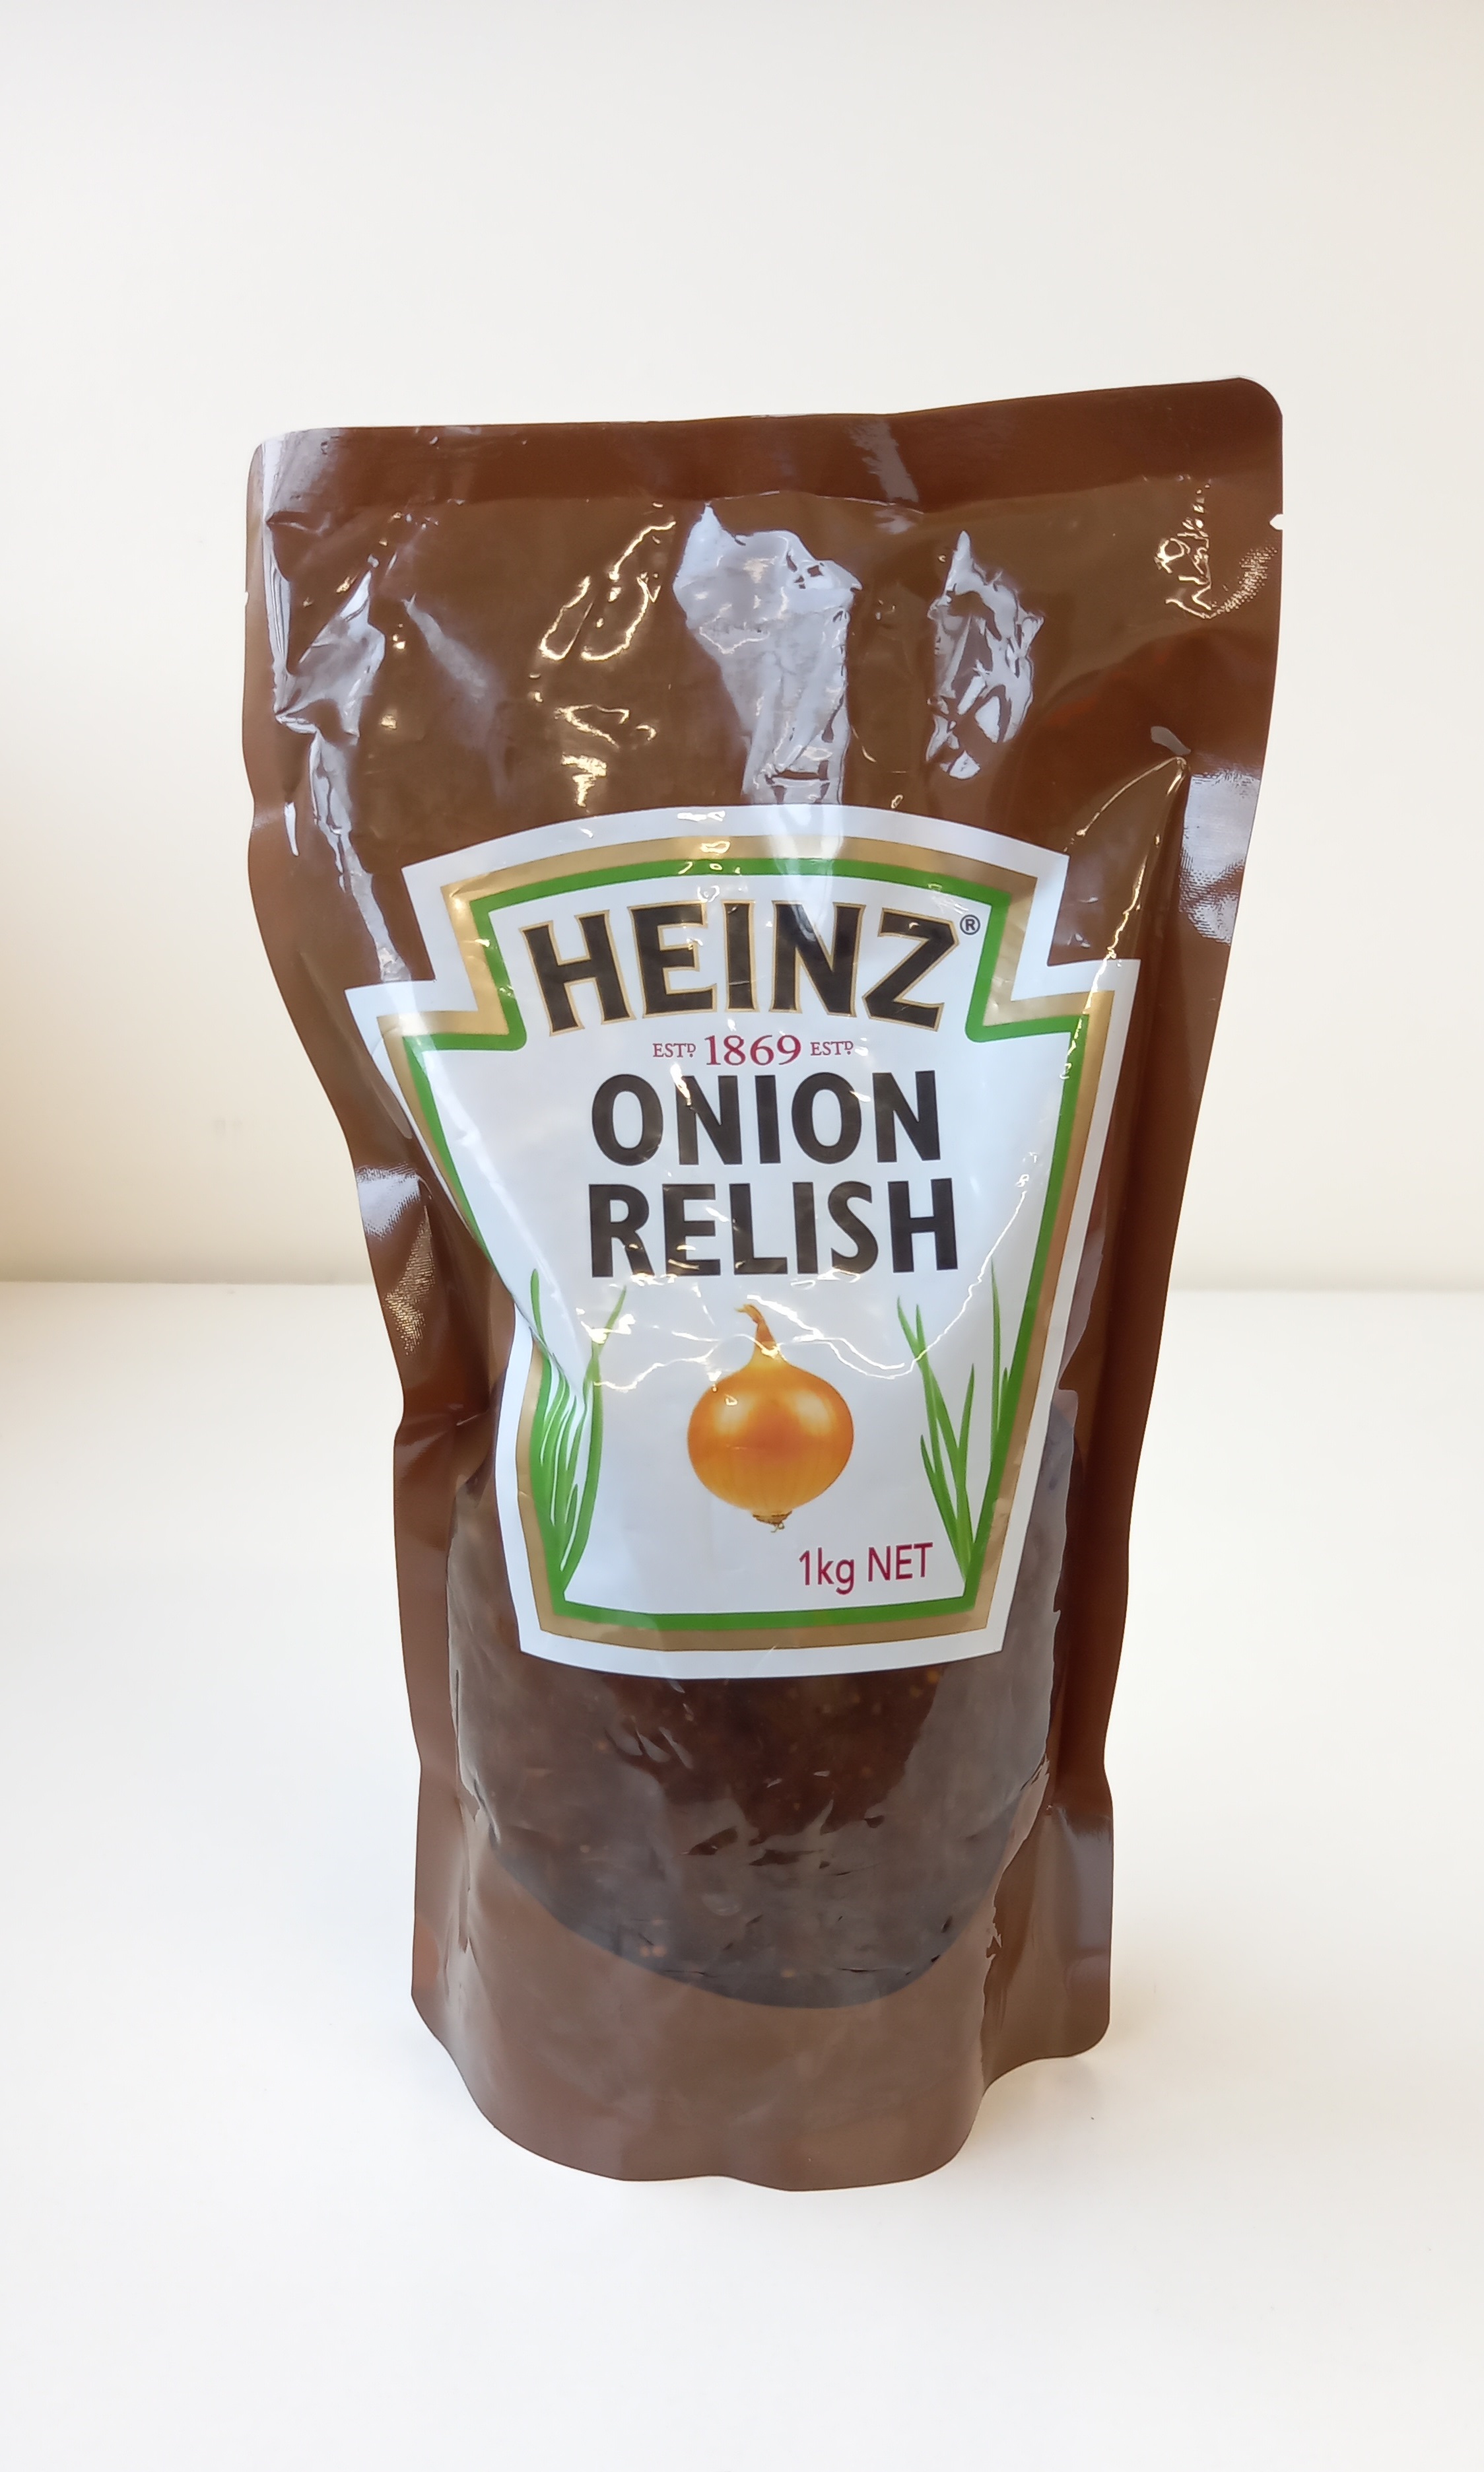 HEINZ®
ESTD 1869 ESTD
ONION
RELISH
1kg NET